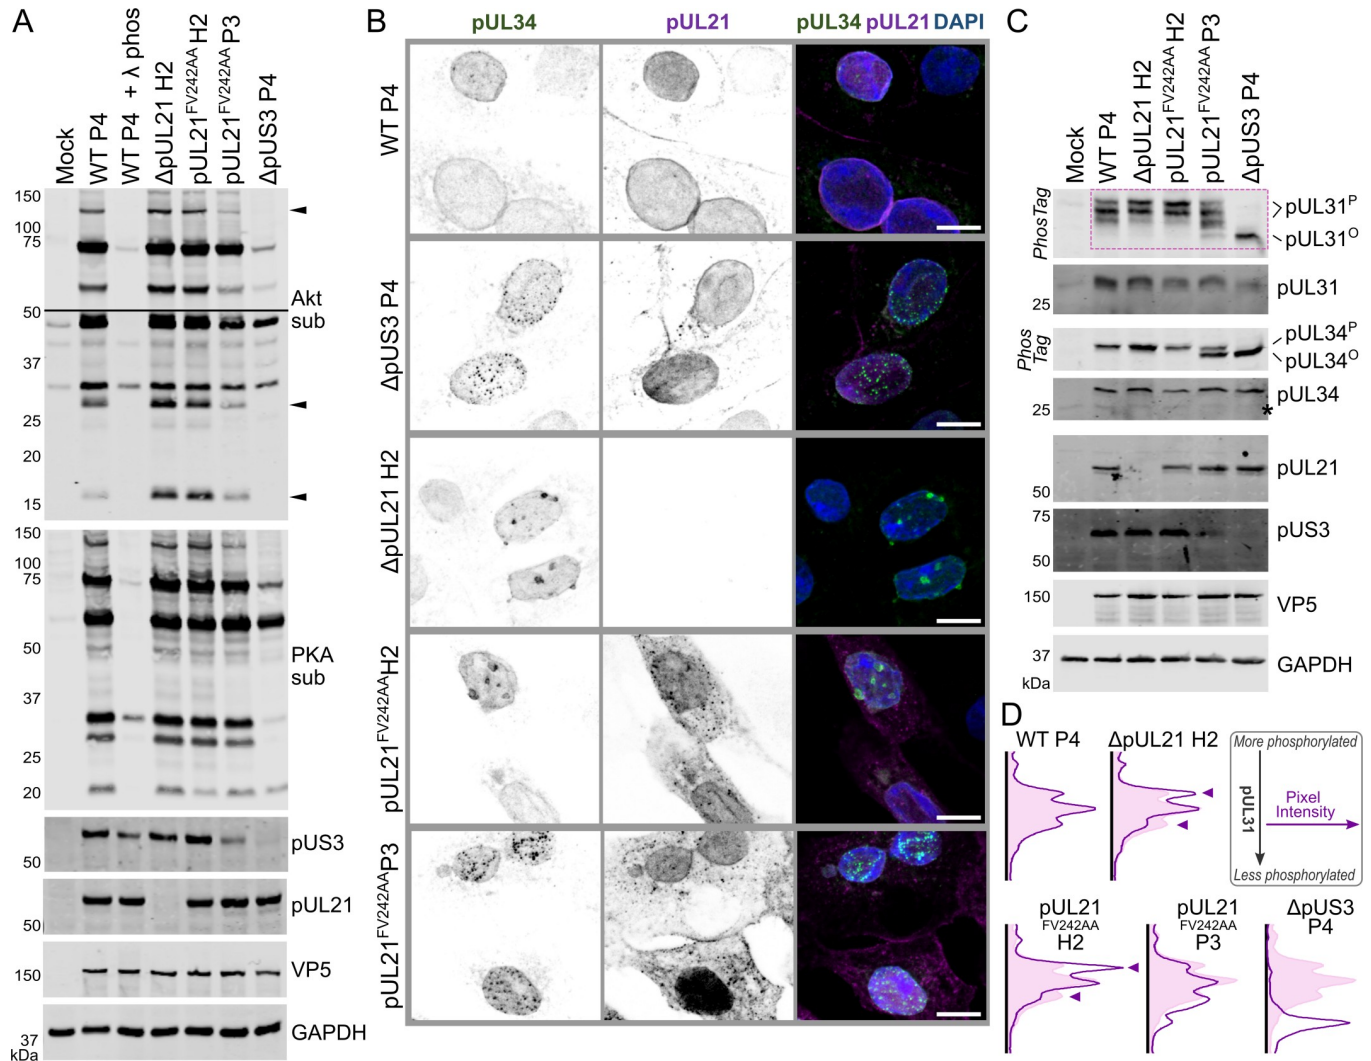 A
Mock
WT P4
WT P4 + λ phos
ΔpUL21 H2
pUL21FV242AA H2
pUL21FV242AA P3
ΔpUS3 P4
150
100
75
50
37
25
20
15
Akt
sub
150
100
75
50
37
25
20
PKA
sub
50
pUS3
50
pUL21
150
VP5
37
kDa
GAPDH
B
pUL34
pUL21
pUL34 pUL21 DAPI
WT P4
ΔpUS3 P4
ΔpUL21 H2
pUL21FV242AAH2
pUL21FV242AAP3
C
Mock
WT P4
ΔpUL21 H2
pUL21FV242AA H2
pUL21FV242AA P3
ΔpUS3 P4
PhosTag
pUL31P
pUL31O
25
pUL31
Phos
Tag
pUL34P
pUL34O
25
pUL34
*
50
pUL21
75
50
pUS3
150
VP5
37
kDa
GAPDH
D
WT P4
ΔpUL21 H2
More phosphorylated
pUL31
Pixel
Intensity
Less phosphorylated
pUL21
FV242AA
H2
pUL21
FV242AA
P3
ΔpUS3
P4